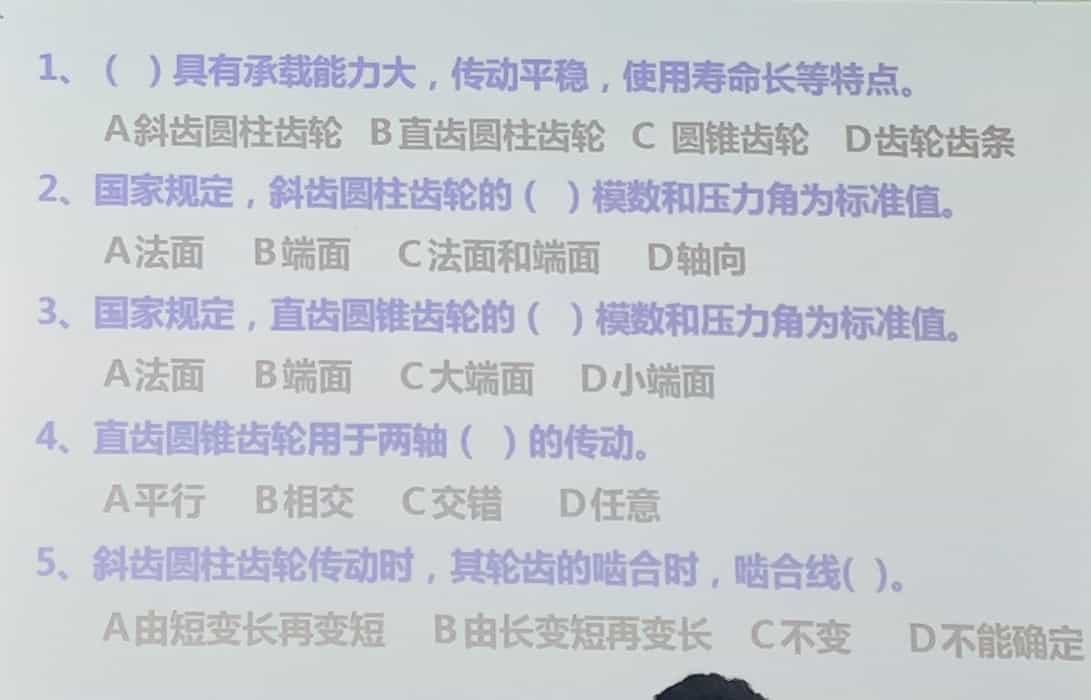 1、（ ）具有承载能力大，传动平稳，使用寿命长等特点。
A斜齿圆柱齿轮 B直齿圆柱齿轮 C 圆锥齿轮 D齿轮齿条
2、国家规定，斜齿圆柱齿轮的（ ）模数和压力角为标准值。
A法面 B端面 C法面和端面 D轴向
3、国家规定，直齿圆锥齿轮的（ ）模数和压力角为标准值。
A法面 B端面 C大端面 D小端面
4、直齿圆锥齿轮用于两轴（ ）的传动。
A平行 B相交 C交错 D任意
5、斜齿圆柱齿轮传动时，其轮齿的啮合时，啮合线( )。
A由短变长再变短 B由长变短再变长 C不变 D不能确定